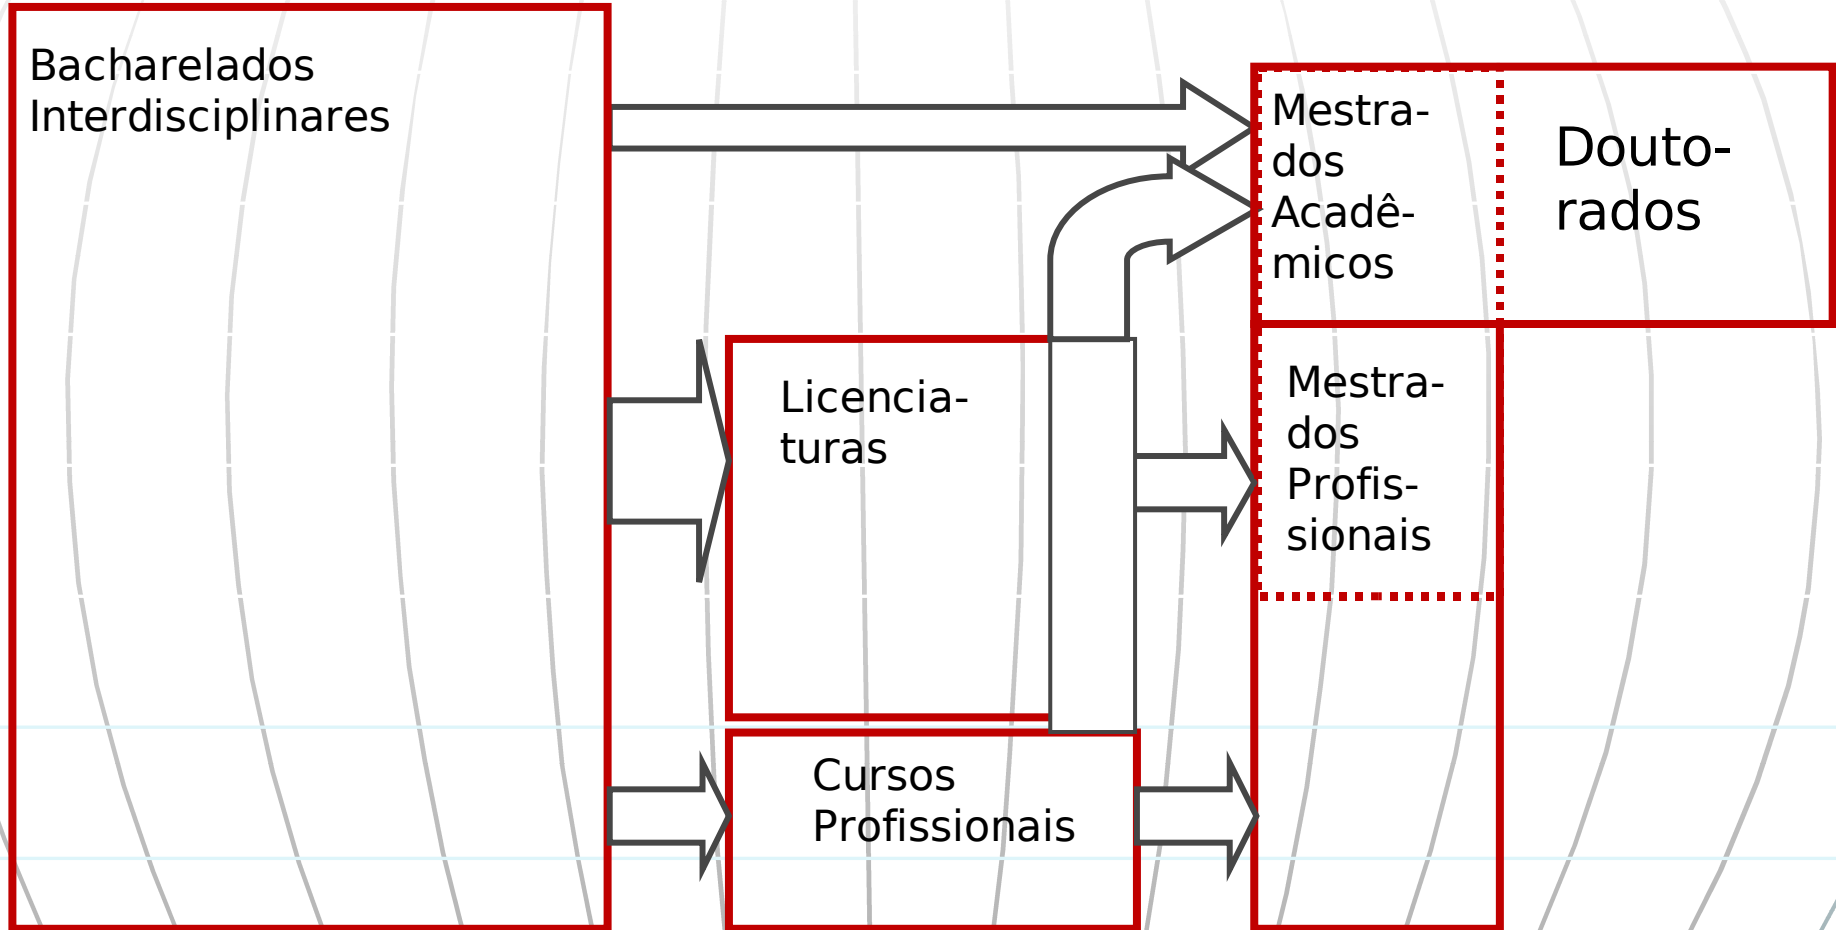 Bacharelados
Interdisciplinares
Mestra-
dos
Acadê-
micos
Douto-
rados
Licencia-
turas
Mestra-
dos
Profis-
sionais
Cursos
Profissionais